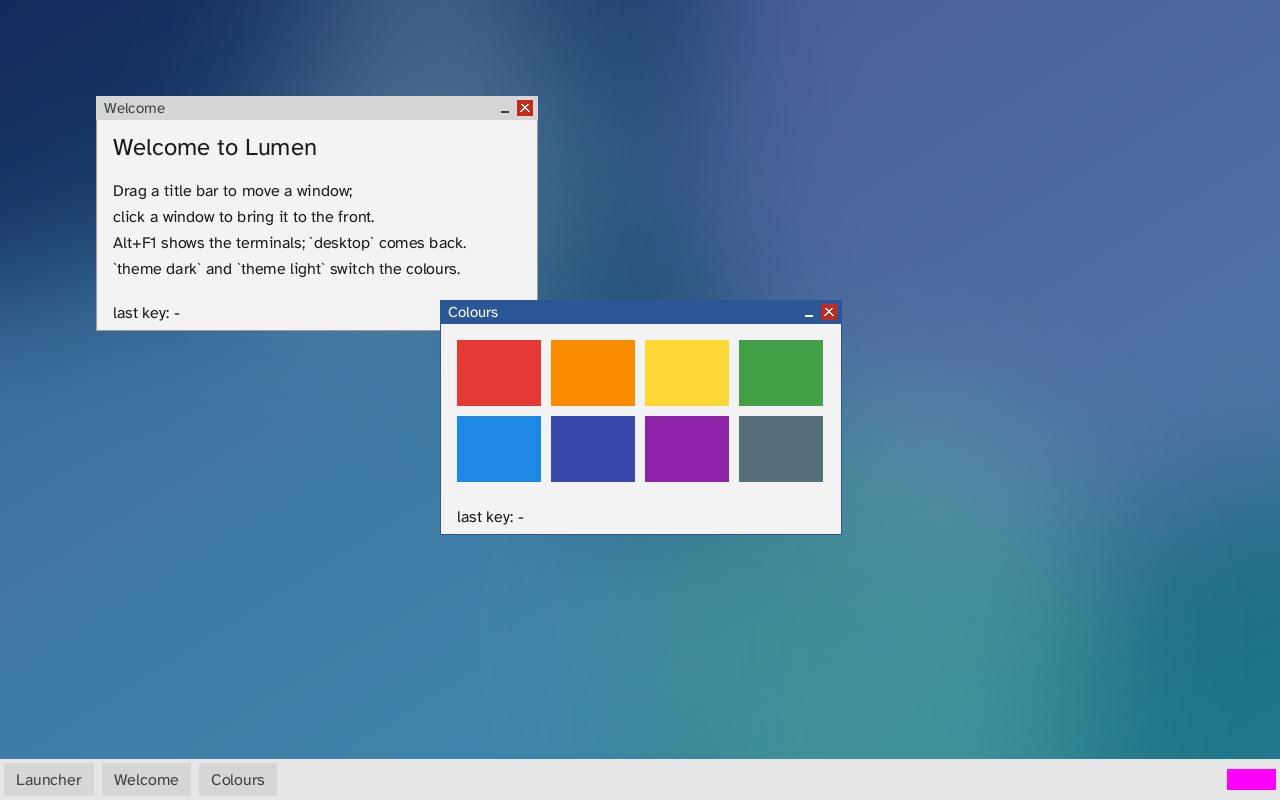 Welcome
Welcome to Lumen
Drag a title bar to move a window;
click a window to bring it to the front.
Alt+F1 shows the terminals; `desktop` comes back.
`theme dark` and `theme light` switch the colours.
last key: -
Colours
last key: -
Launcher
Welcome
Colours